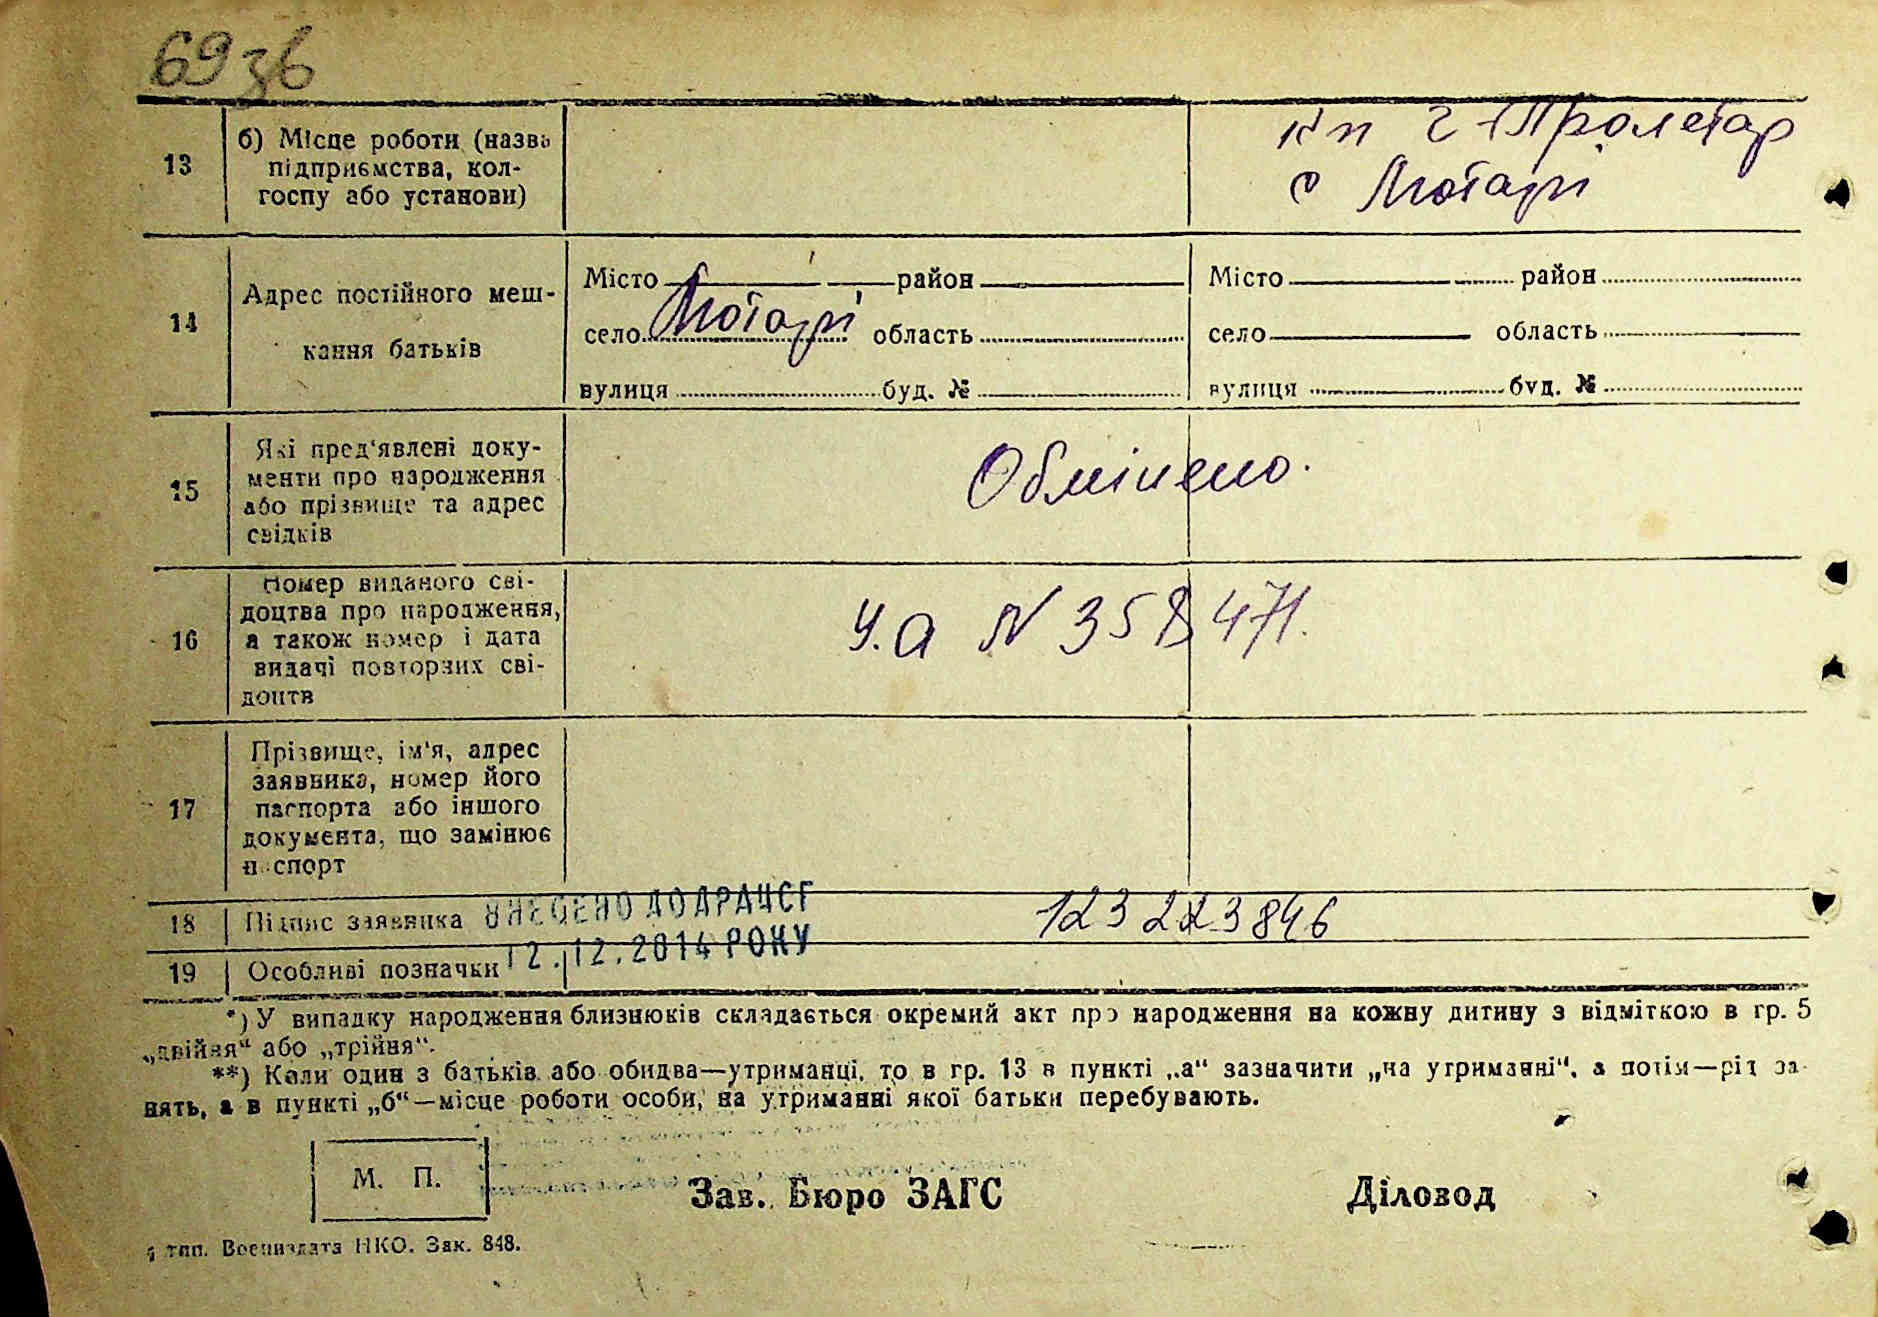 69зв
13
б) Місце роботи (назва
підприємства, кол-
госпу або установи)
кп Пролетар
с Лютарі
14
Адрес постійного меш-
кання батьків
Місто район
село Лютарі область
вулиця буд. №
Місто район
село область
вулиця буд. №
15
Які пред'явлені доку-
менти про народження
або прізвище та адрес
свідків
Обмінено.
16
Номер виданого сві-
доцтва про народження,
а також номер і дата
видачі повторних сві-
доцтв
У.а N 358471.
17
Прізвище, ім'я, адрес
заявника, номер його
паспорта або іншого
документа, що замінює
паспорт
18
Підпис заявника
ВНЕСЕНО ДО ДРАЦСГ
123223846
12.12.2014 РОКУ
19
Особливі позначки
*) У випадку народження близнюків складається окремий акт про народження на кожну дитину з відміткою в гр. 5
„двійня“ або „трійня“.
**) Коли один з батьків або обидва—утриманці, то в гр. 13 в пункті „а“ зазначити „на утриманні“, а потім—рід за-
нять, а в пункті „б“—місце роботи особи, на утриманні якої батьки перебувають.
М. П.
Зав. Бюро ЗАГС
Діловод
тип. Воениздата НКО. Зак. 848.